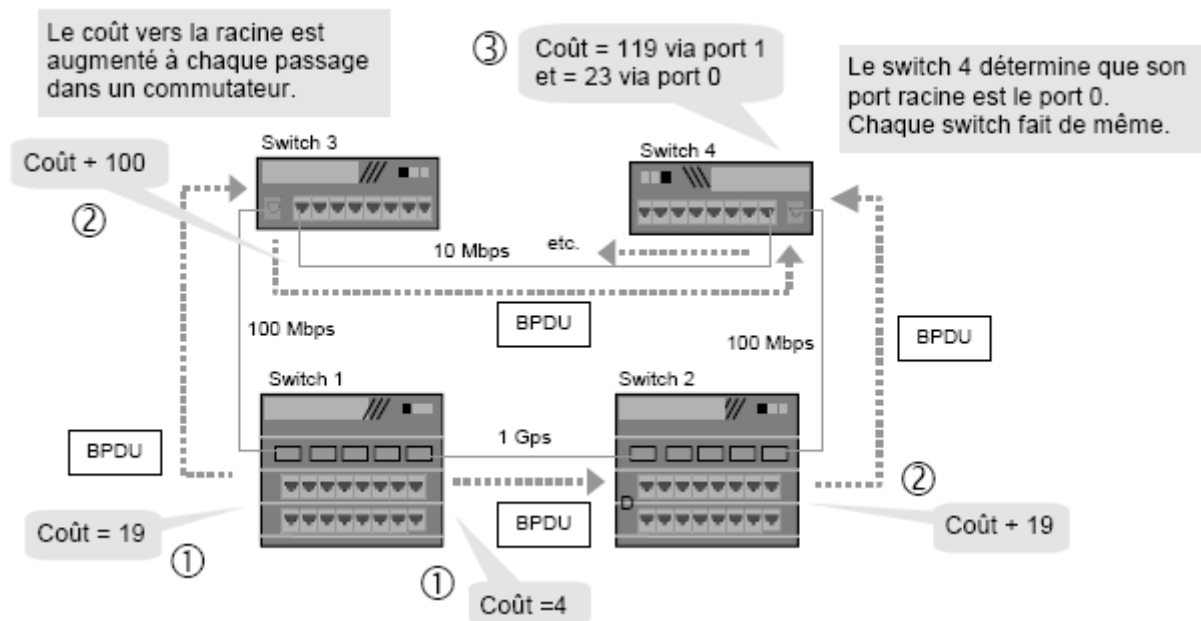 Le coût vers la racine est
augmenté à chaque passage
dans un commutateur.
③
Coût = 119 via port 1
et = 23 via port 0
Le switch 4 détermine que son
port racine est le port 0.
Chaque switch fait de même.
Switch 3
Switch 4
Coût + 100
②
10 Mbps
etc.
BPDU
100 Mbps
100 Mbps
BPDU
Switch 1
Switch 2
BPDU
1 Gps
BPDU
D
②
Coût = 19
①
①
Coût =4
Coût + 19